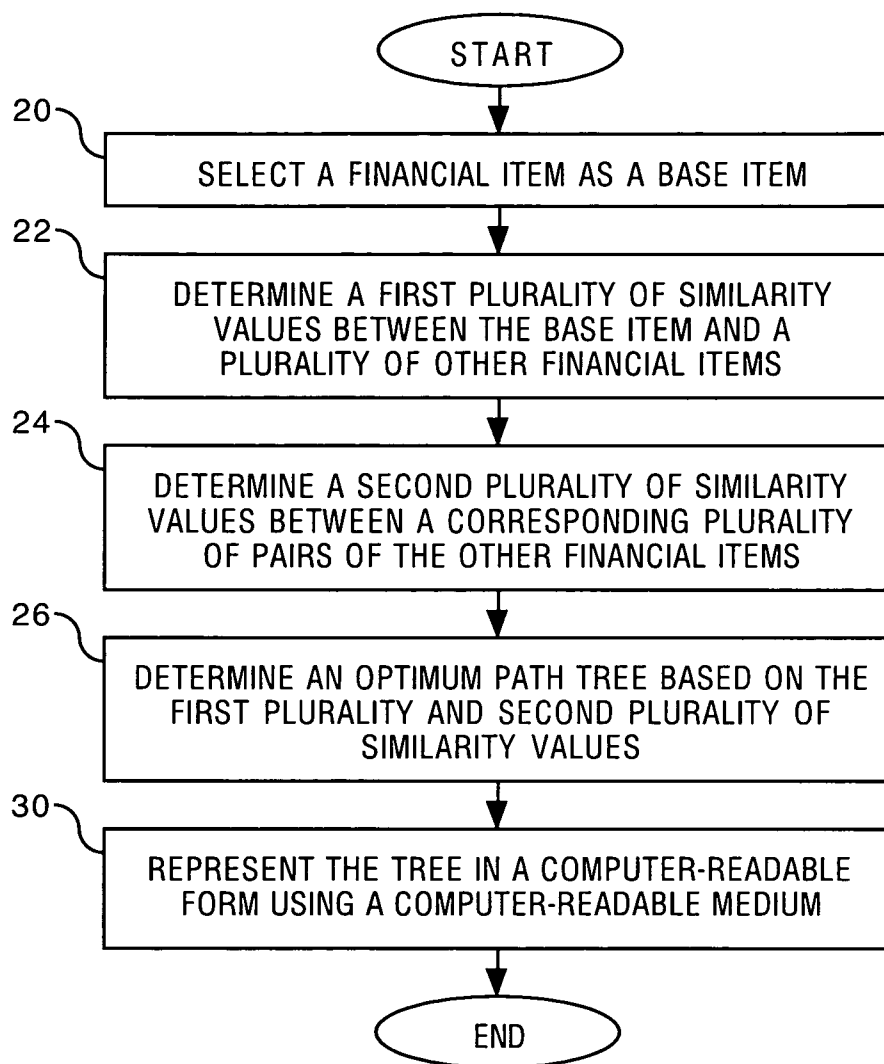 START
20
SELECT A FINANCIAL ITEM AS A BASE ITEM
22
DETERMINE A FIRST PLURALITY OF SIMILARITY
VALUES BETWEEN THE BASE ITEM AND A
PLURALITY OF OTHER FINANCIAL ITEMS
24
DETERMINE A SECOND PLURALITY OF SIMILARITY
VALUES BETWEEN A CORRESPONDING PLURALITY
OF PAIRS OF THE OTHER FINANCIAL ITEMS
26
DETERMINE AN OPTIMUM PATH TREE BASED ON THE
FIRST PLURALITY AND SECOND PLURALITY OF
SIMILARITY VALUES
30
REPRESENT THE TREE IN A COMPUTER-READABLE
FORM USING A COMPUTER-READABLE MEDIUM
END